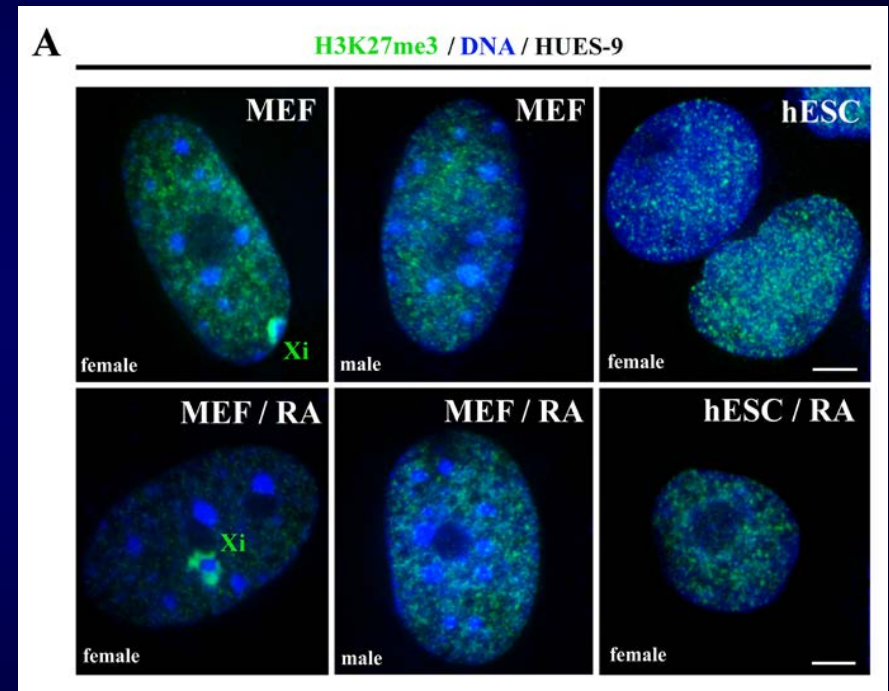 A
H3K27me3 / DNA / HUES-9
MEF
female
Xi
MEF
male
hESC
female
MEF / RA
Xi
female
MEF / RA
male
hESC / RA
female